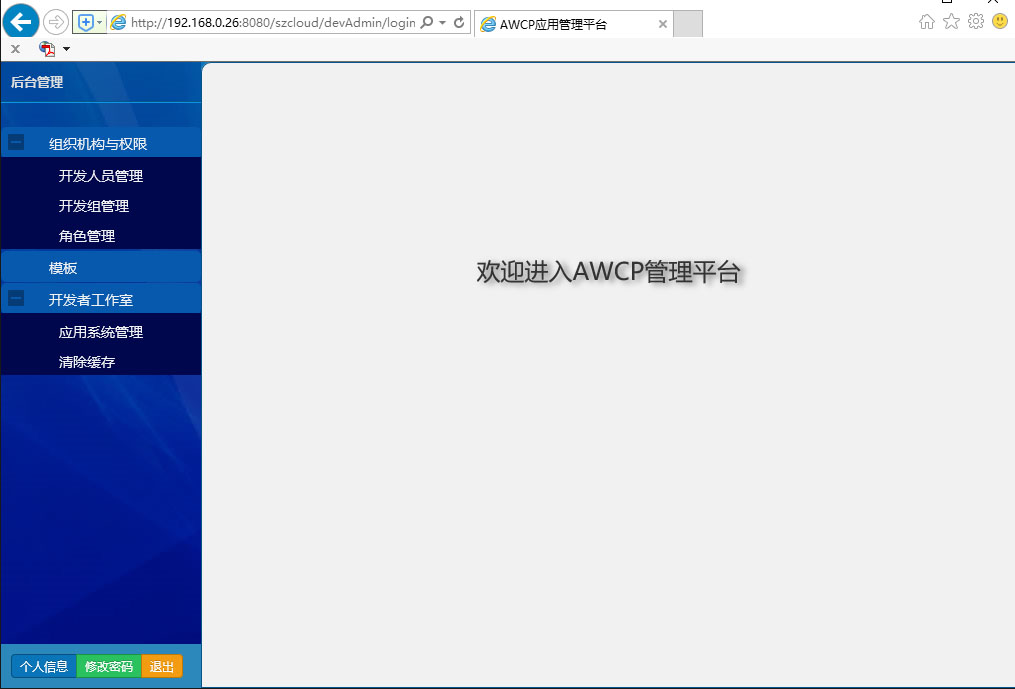 http://192.168.0.26:8080/szcloud/devAdmin/login
AWCP应用管理平台
后台管理
组织机构与权限
开发人员管理
开发组管理
角色管理
模板
开发者工作室
应用系统管理
清除缓存
欢迎进入AWCP管理平台
个人信息 修改密码 退出